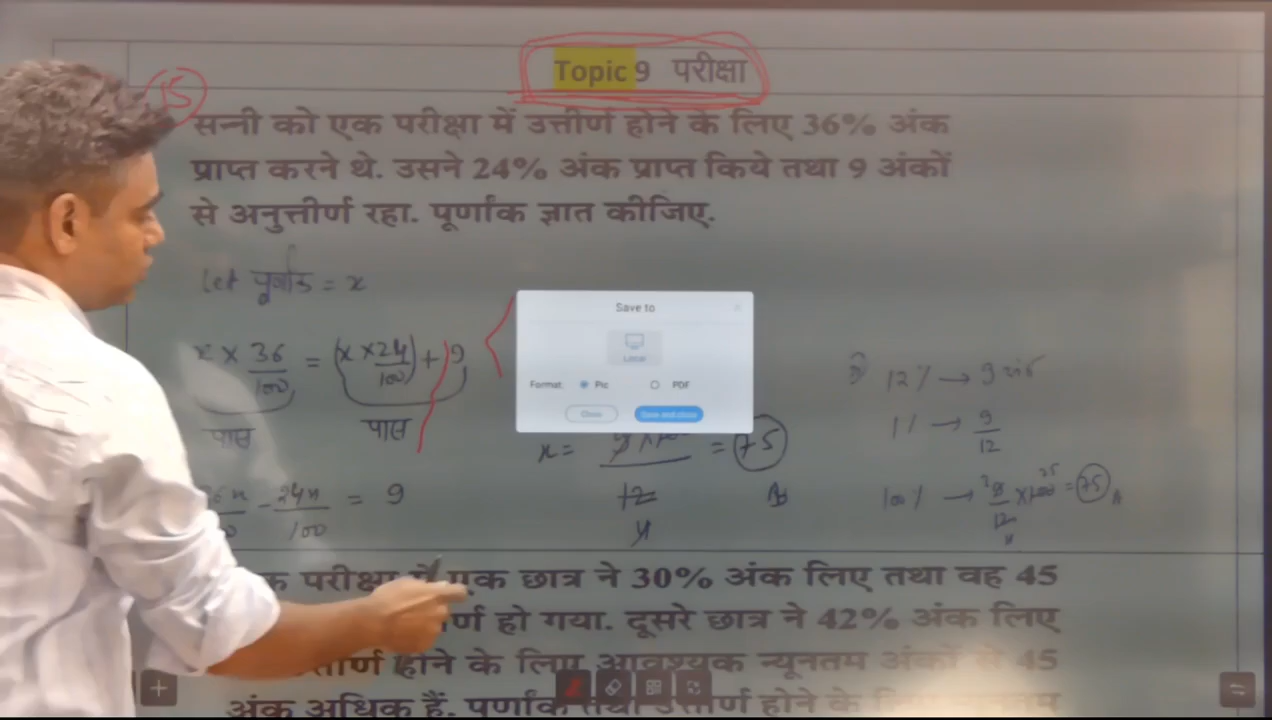 Topic 9 परीक्षा
15
सन्नी को एक परीक्षा में उत्तीर्ण होने के लिए 36% अंक
प्राप्त करने थे. उसने 24% अंक प्राप्त किये तथा 9 अंकों
से अनुत्तीर्ण रहा. पूर्णांक ज्ञात कीजिए.
Let पूर्णांक = x
x × 36/100 = (x × 24/100) + 9
पास पास
24x/100 = 9
x = = 75
12
12% → 9 अंक
1% → 9/12
100% → 9/12 × 100 = 75
Save to
Local
Format: Pic PDF
Close Save and close
परीक्षा में एक छात्र ने 30% अंक लिए तथा वह 45
हो गया. दूसरे छात्र ने 42% अंक लिए
होने के लिए आवश्यक न्यूनतम अंकों से 45
अंक अधिक हैं. पूर्णांक तथा उत्तीर्ण होने के